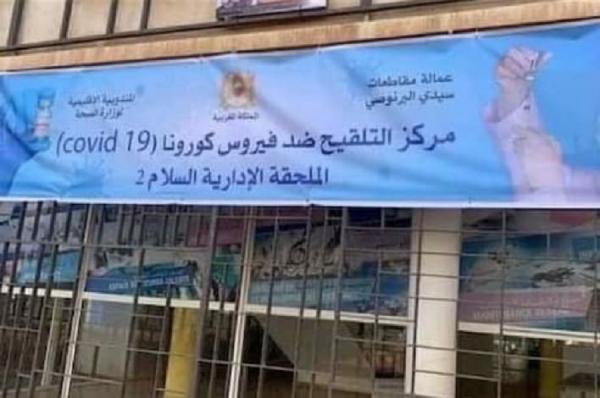 عمالة مقاطعات
سيدي البرنوصي
المملكة المغربية
المندوبية الاقليمية
لوزارة الصحة
مركز التلقيح ضد فيروس كورونا (covid 19)
الملحقة الإدارية السلام 2